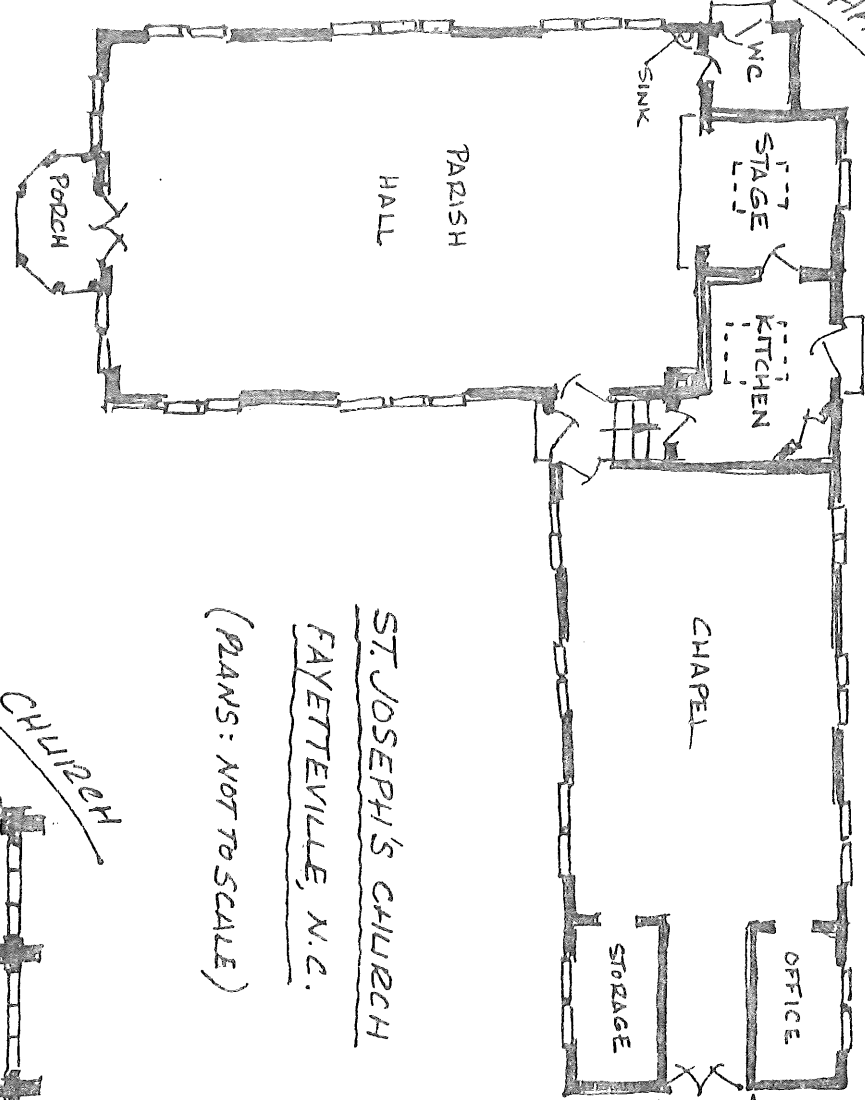 WC
SINK
STAGE
PARISH
HALL
PORCH
KITCHEN
CHAPEL
OFFICE
STORAGE
ST. JOSEPH'S CHURCH
FAYETTEVILLE, N.C.
(PLANS: NOT TO SCALE)
CHURCH